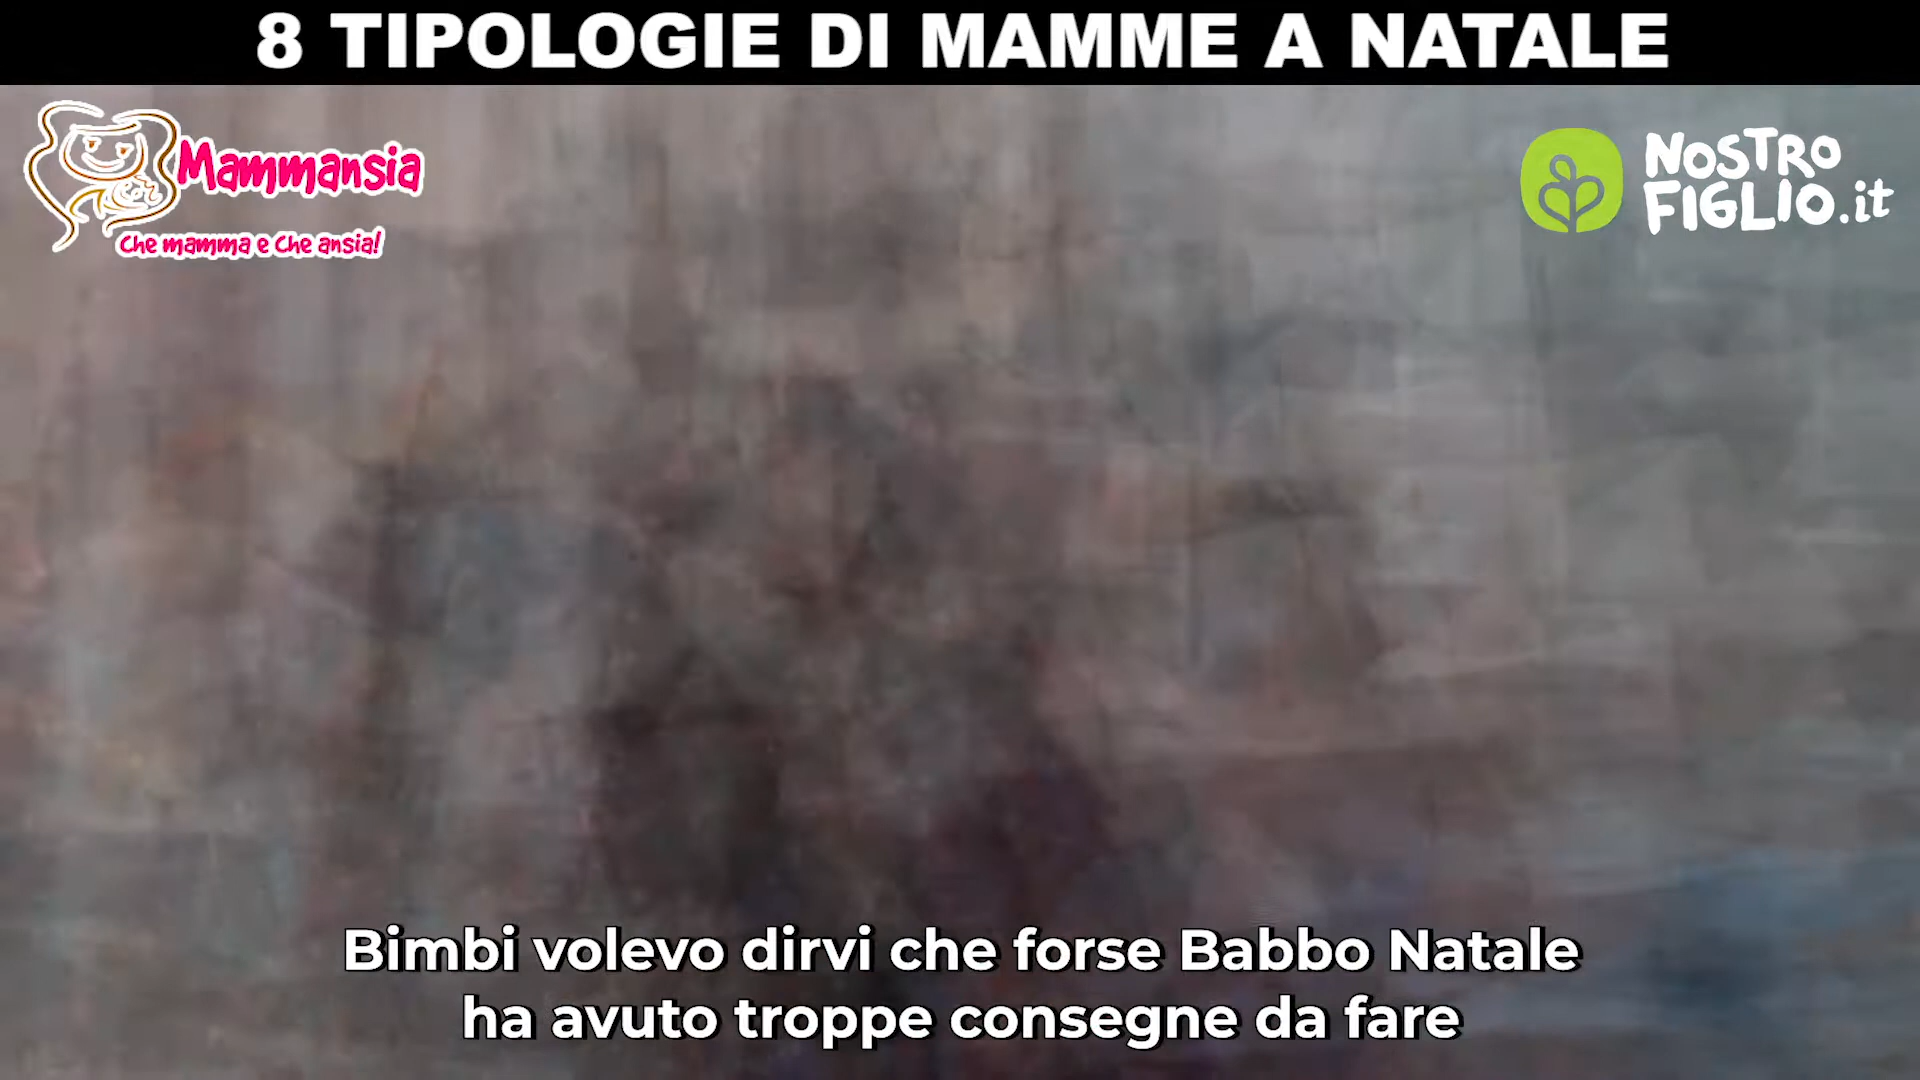 8 TIPOLOGIE DI MAMME A NATALE
Mammansia
Che mamma e Che ansia!
NOSTRO
FIGLIO.it
Bimbi volevo dirvi che forse Babbo Natale
ha avuto troppe consegne da fare